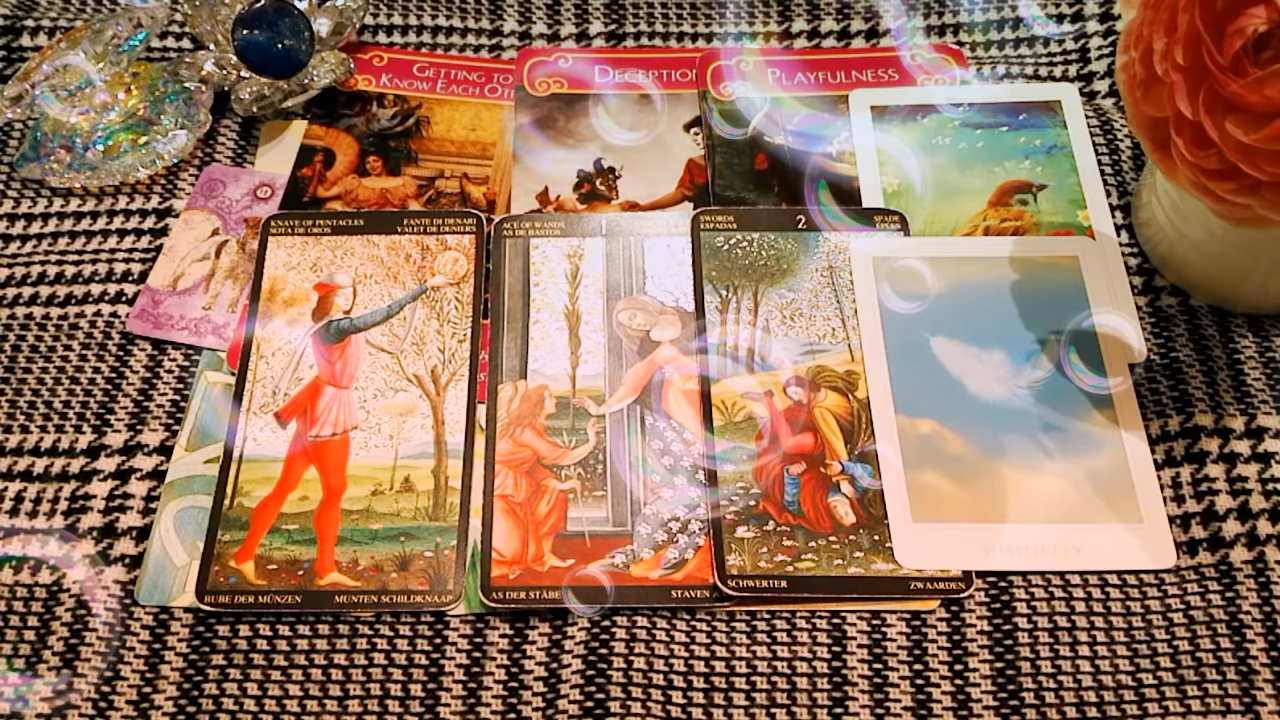 GETTING TO
KNOW EACH OT
DECEPTION
PLAYFULNESS
KNAVE OF PENTACLES
SOTA DE OROS
FANTE DI DENARI
VALET DE DENIERS
BUBE DER MÜNZEN
MUNTEN SCHILDKNAAP
ACE OF WANDS
AS DE BASTOS
AS DER STÄBE
STAVEN A
SWORDS
ESPADAS
2
SPADE
ÉPÉES
SCHWERTER
ZWAARDEN
SIMPLICITY